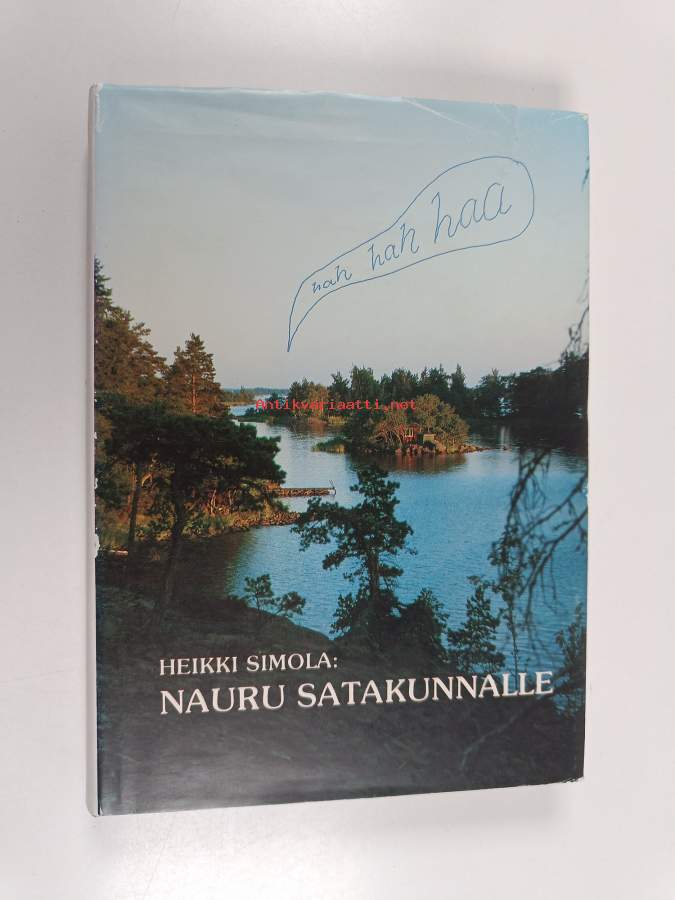 hah hah haa
Antikvariaatti.net
HEIKKI SIMOLA:
NAURU SATAKUNNALLE